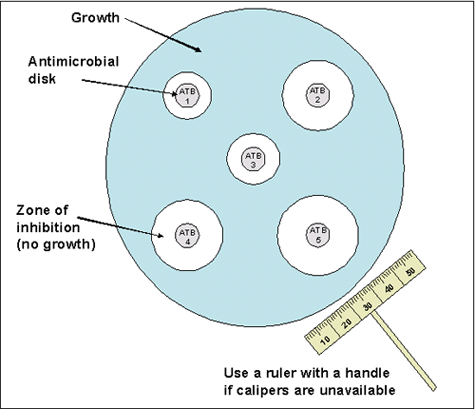 Growth
Antimicrobial
disk
ATB
1
ATB
2
ATB
3
Zone of
inhibition
(no growth)
ATB
4
ATB
5
10 20 30 40 50
Use a ruler with a handle
if calipers are unavailable